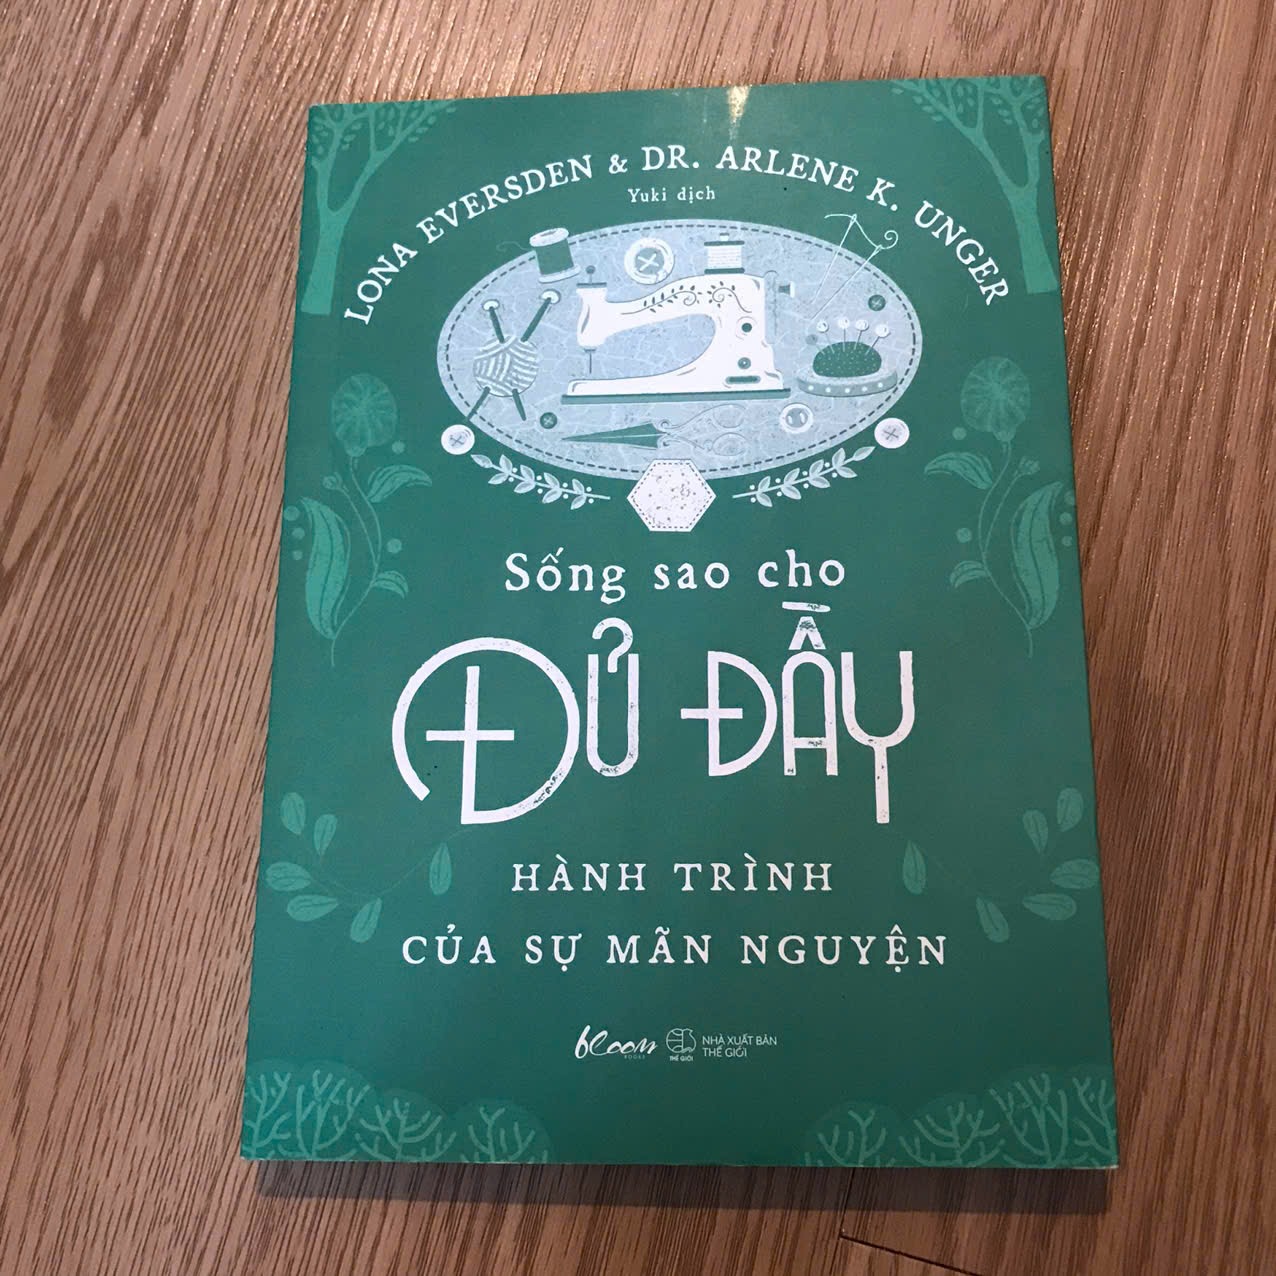 LONA EVERSDEN & DR. ARLENE K. UNGER
Yuki dịch
Sống sao cho
ĐỦ ĐẦY
HÀNH TRÌNH
CỦA SỰ MÃN NGUYỆN
bloom
BOOKS
THẾ GIỚI
NHÀ XUẤT BẢN
THẾ GIỚI